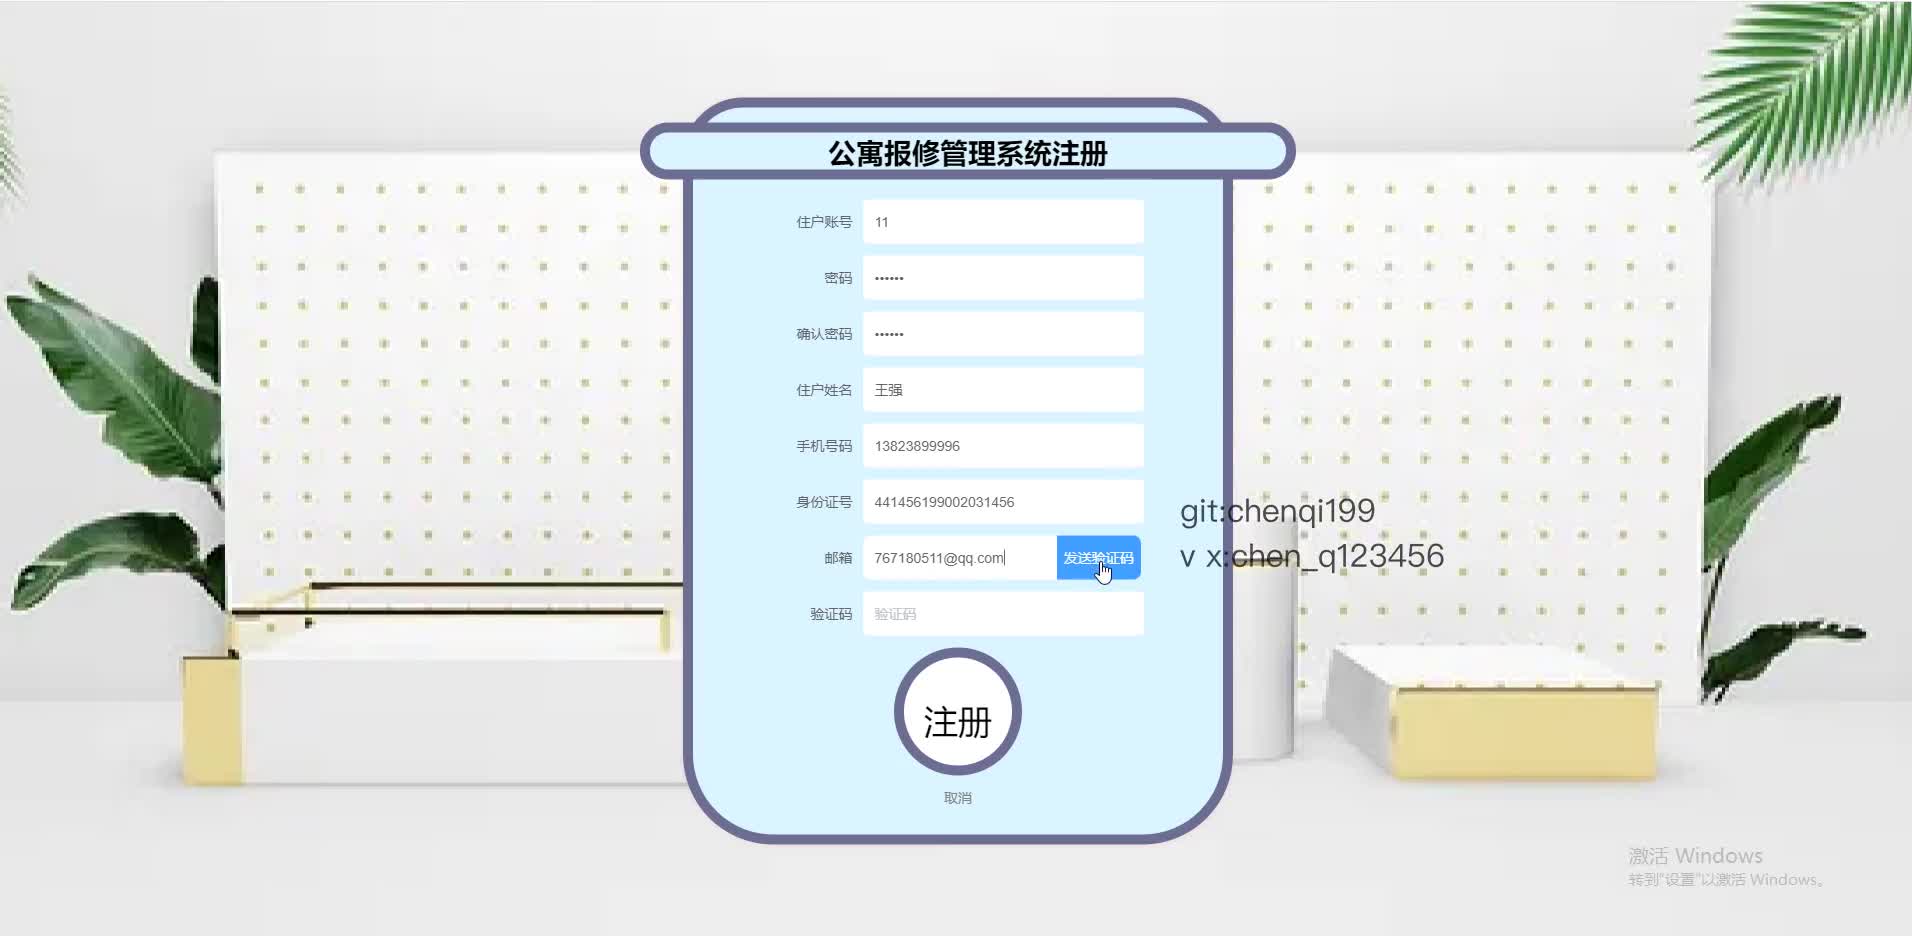 公寓报修管理系统注册
住户账号 11
密码 ••••••
确认密码 ••••••
住户姓名 王强
手机号码 13823899996
身份证号 441456199002031456
邮箱 767180511@qq.com 发送验证码
验证码 验证码
注册
取消
git:chenqi199
v x:chen_q123456
激活 Windows
转到“设置”以激活 Windows。